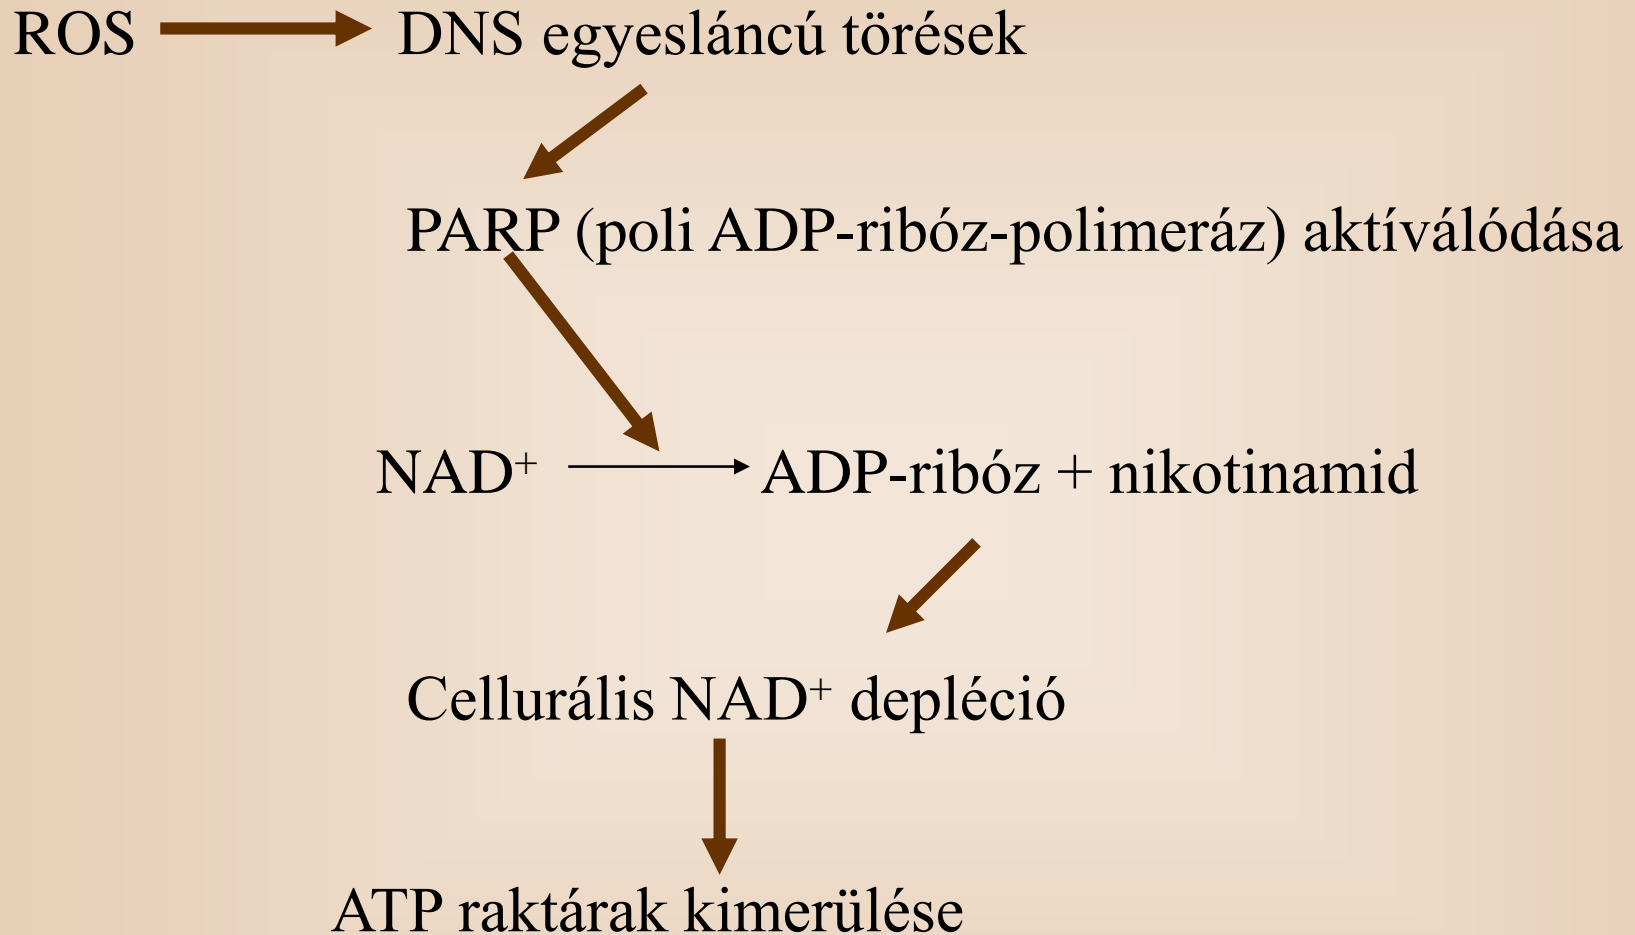 ROS DNS egyesláncú törések
PARP (poli ADP-ribóz-polimeráz) aktíválódása
NAD⁺ ADP-ribóz + nikotinamid
Cellurális NAD⁺ depléció
ATP raktárak kimerülése